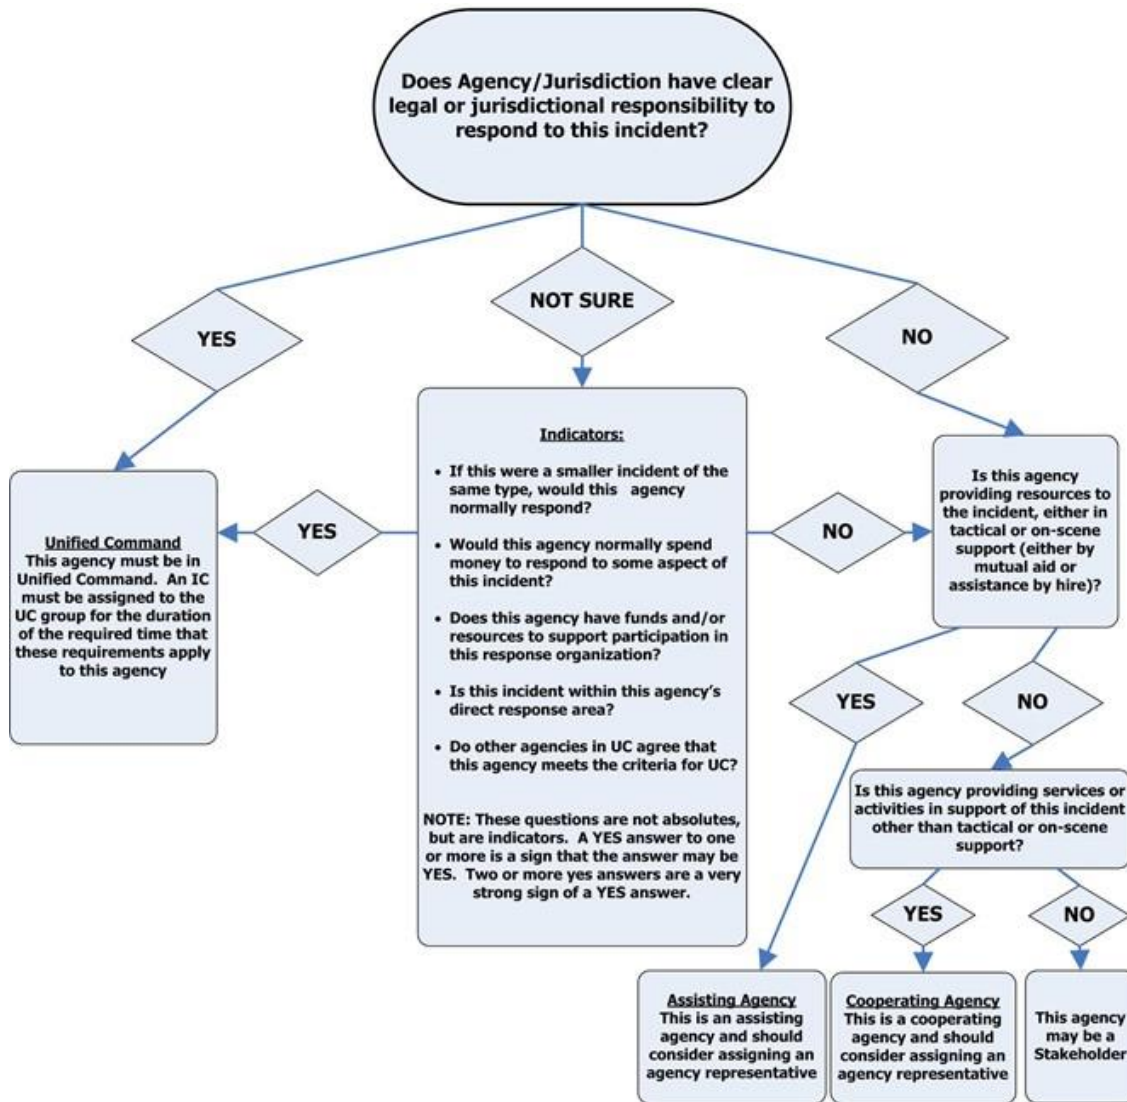 Does Agency/Jurisdiction have clear
legal or jurisdictional responsibility to
respond to this incident?
YES
NOT SURE
NO
Unified Command
This agency must be in
Unified Command. An IC
must be assigned to the
UC group for the duration
of the required time that
these requirements apply
to this agency
YES
Indicators:
• If this were a smaller incident of the
same type, would this agency
normally respond?
• Would this agency normally spend
money to respond to some aspect of
this incident?
• Does this agency have funds and/or
resources to support participation in
this response organization?
• Is this incident within this agency's
direct response area?
• Do other agencies in UC agree that
this agency meets the criteria for UC?
NOTE: These questions are not absolutes,
but are indicators. A YES answer to one
or more is a sign that the answer may be
YES. Two or more yes answers are a very
strong sign of a YES answer.
NO
Is this agency
providing resources to
the incident, either in
tactical or on-scene
support (either by
mutual aid or
assistance by hire)?
YES
NO
Is this agency providing services or
activities in support of this incident
other than tactical or on-scene
support?
YES
NO
Assisting Agency
This is an assisting
agency and should
consider assigning an
agency representative
Cooperating Agency
This is a cooperating
agency and should
consider assigning an
agency representative
This agency
may be a
Stakeholder